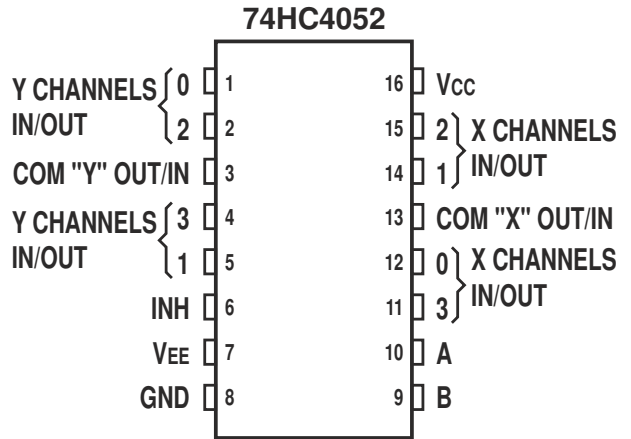 74HC4052
Y CHANNELS IN/OUT
0 1
2 2
COM "Y" OUT/IN 3
Y CHANNELS IN/OUT
3 4
1 5
INH 6
VEE 7
GND 8
16 VCC
15 2
14 1
X CHANNELS IN/OUT
13 COM "X" OUT/IN
12 0
11 3
X CHANNELS IN/OUT
10 A
9 B